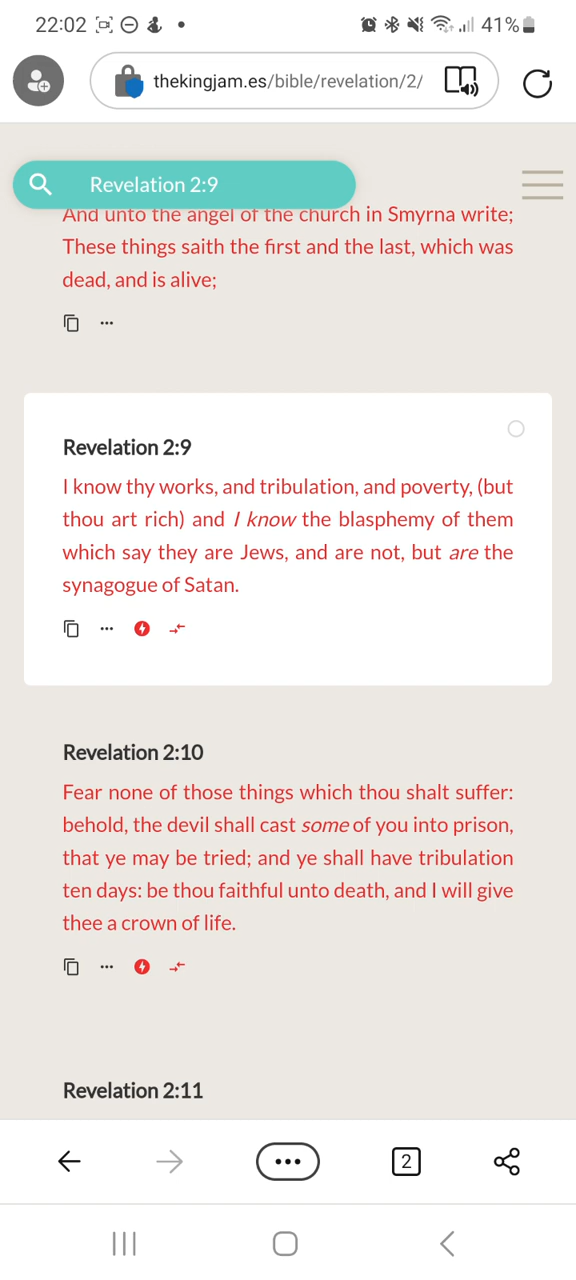 22:02
41%
thekingjam.es/bible/revelation/2/
Revelation 2:9
And unto the angel of the church in Smyrna write;
These things saith the first and the last, which was
dead, and is alive;
Revelation 2:9
I know thy works, and tribulation, and poverty, (but
thou art rich) and I know the blasphemy of them
which say they are Jews, and are not, but are the
synagogue of Satan.
Revelation 2:10
Fear none of those things which thou shalt suffer:
behold, the devil shall cast some of you into prison,
that ye may be tried; and ye shall have tribulation
ten days: be thou faithful unto death, and I will give
thee a crown of life.
Revelation 2:11
2